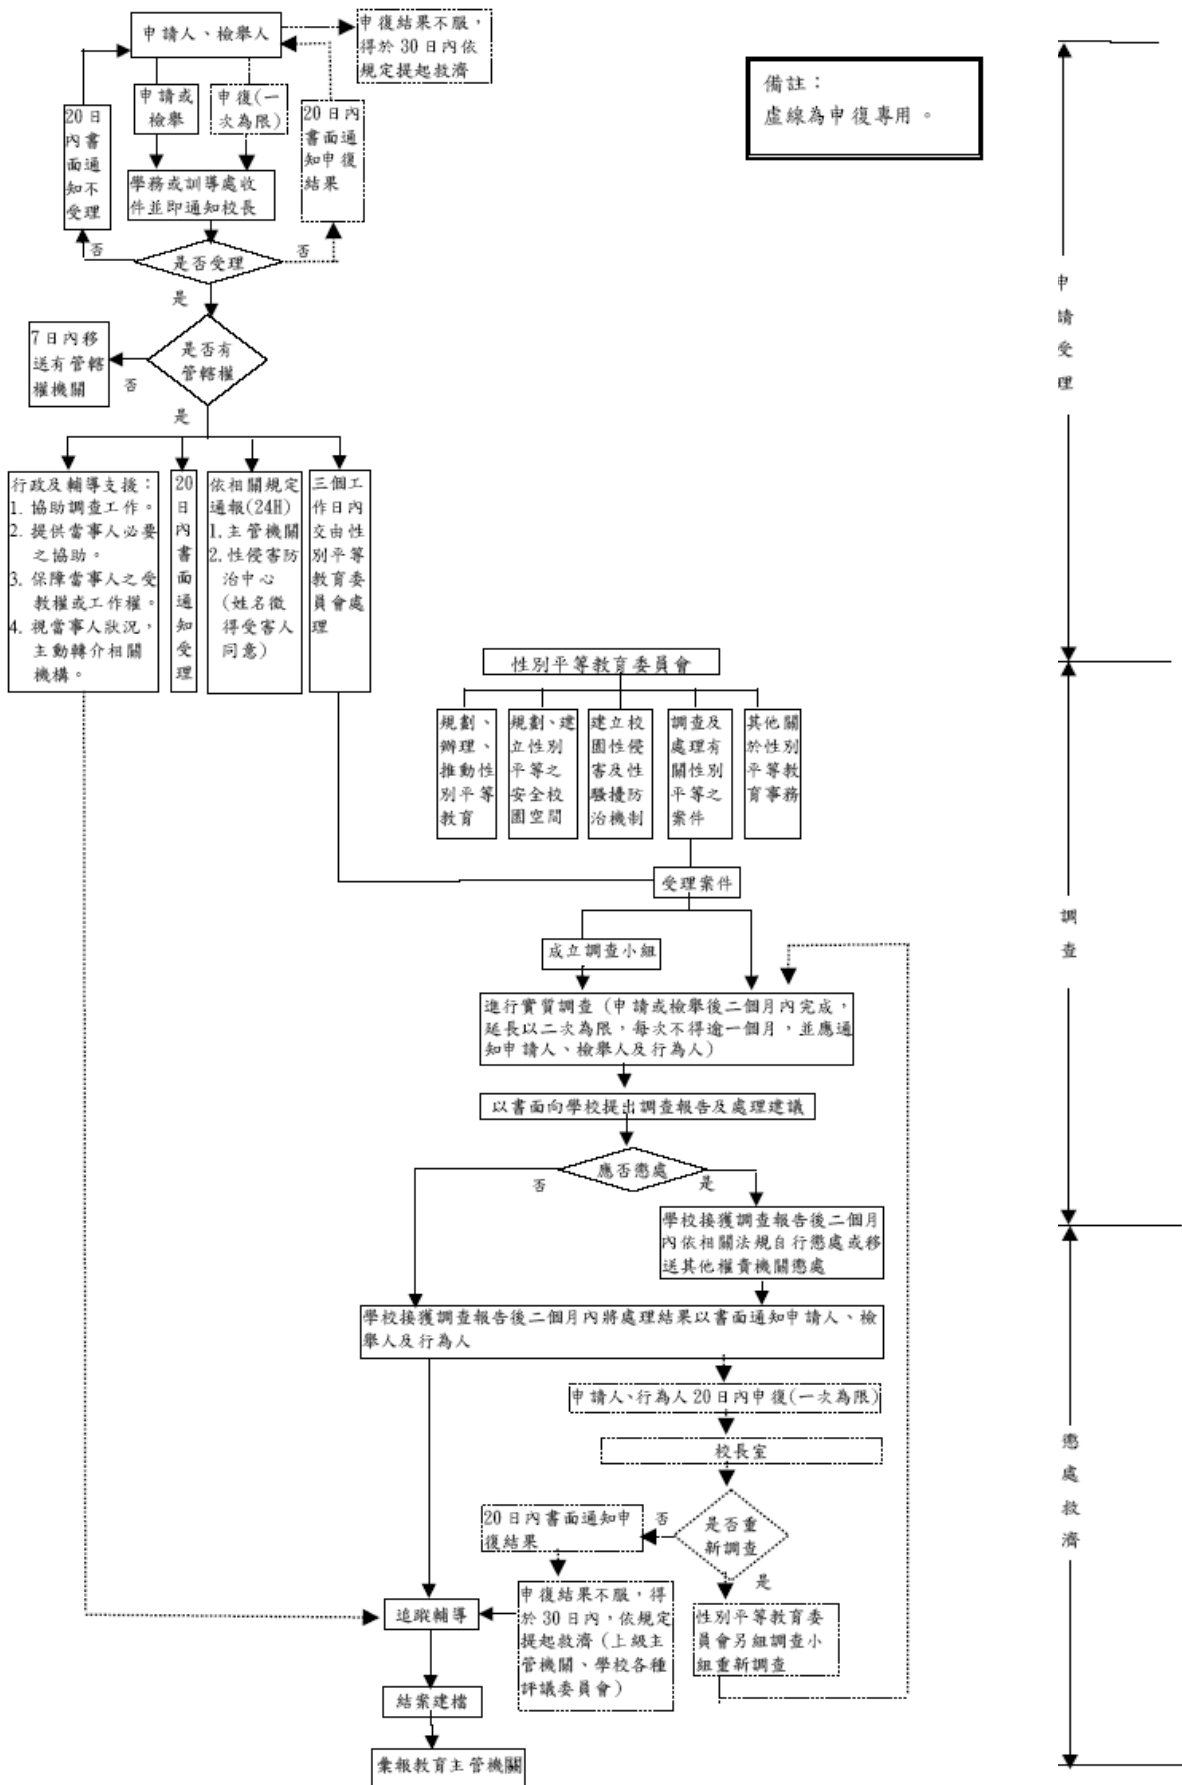 申請人、檢舉人
申復結果不服，
得於 30 日內依
規定提起救濟
備註：
虛線為申復專用。
20 日
內書
面通
知不
受理
申請或
檢舉
申復(一
次為限)
20 日內
書面通
知申復
結果
學務或訓導處收
件並即通知校長
否
是否受理
否
是
7 日內移
送有管轄
權機關
否
是否有
管轄權
是
行政及輔導支援：
1. 協助調查工作。
2. 提供當事人必要
之協助。
3. 保障當事人之受
教權或工作權。
4. 視當事人狀況，
主動轉介相關
機構。
20
日
內
書
面
通
知
受
理
依相關規定
通報(24H)
1.主管機關
2.性侵害防
治中心
(姓名徵
得受害人
同意)
三個工
作日內
交由性
別平等
教育委
員會處
理
申
請
受
理
性別平等教育委員會
規劃、
辦理、
推動性
別平等
教育
規劃、建
立性別
平等之
安全校
園空間
建立校
園性侵
害及性
騷擾防
治機制
調查及
處理有
關性別
平等之
案件
其他關
於性別
平等教
育事務
受理案件
成立調查小組
進行實質調查（申請或檢舉後二個月內完成，
延長以二次為限，每次不得逾一個月，並應通
知申請人、檢舉人及行為人）
以書面向學校提出調查報告及處理建議
應否懲處
否
是
調
查
學校接獲調查報告後二個月
內依相關法規自行懲處或移
送其他權責機關懲處
學校接獲調查報告後二個月內將處理結果以書面通知申請人、檢
舉人及行為人
申請人、行為人 20 日內申復(一次為限)
校長室
是否重
新調查
否
是
20 日內書面通知申
復結果
申復結果不服，得
於 30 日內，依規定
提起救濟（上級主
管機關、學校各種
評議委員會）
性別平等教育委
員會另組調查小
組重新調查
追蹤輔導
結案建檔
彙報教育主管機關
懲
處
救
濟